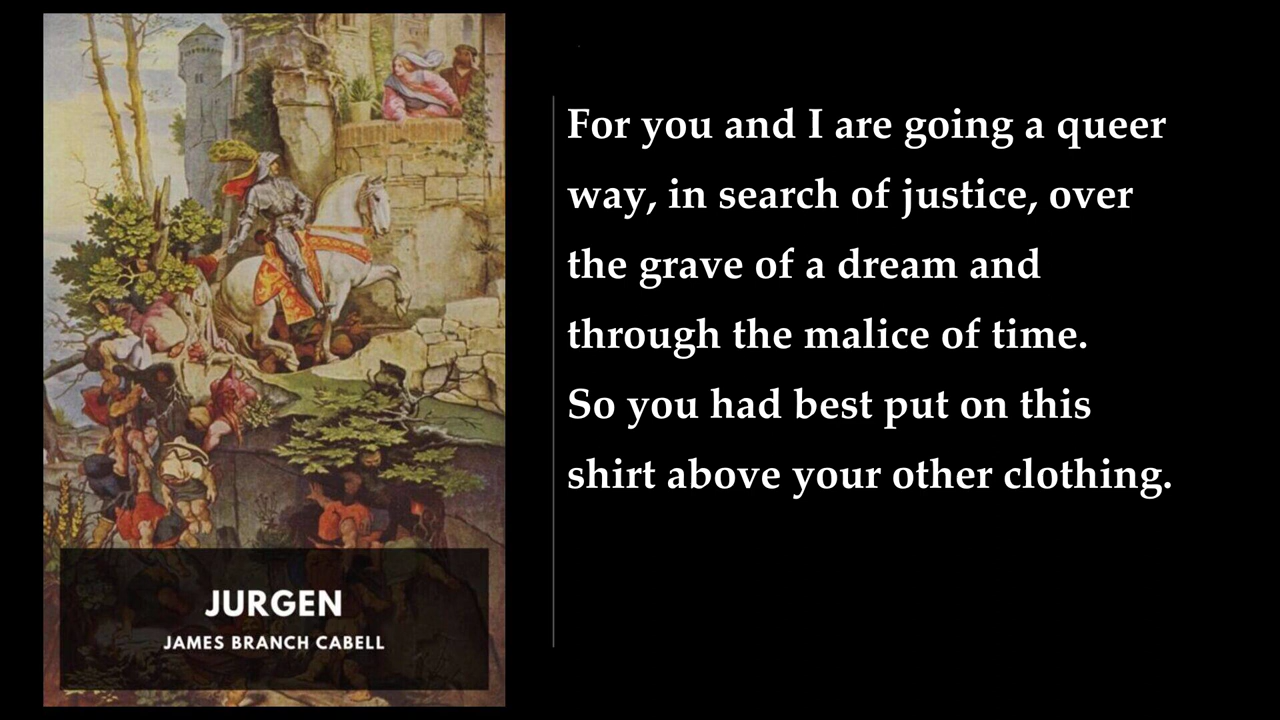 For you and I are going a queer
way, in search of justice, over
the grave of a dream and
through the malice of time.
So you had best put on this
shirt above your other clothing.
JURGEN
JAMES BRANCH CABELL